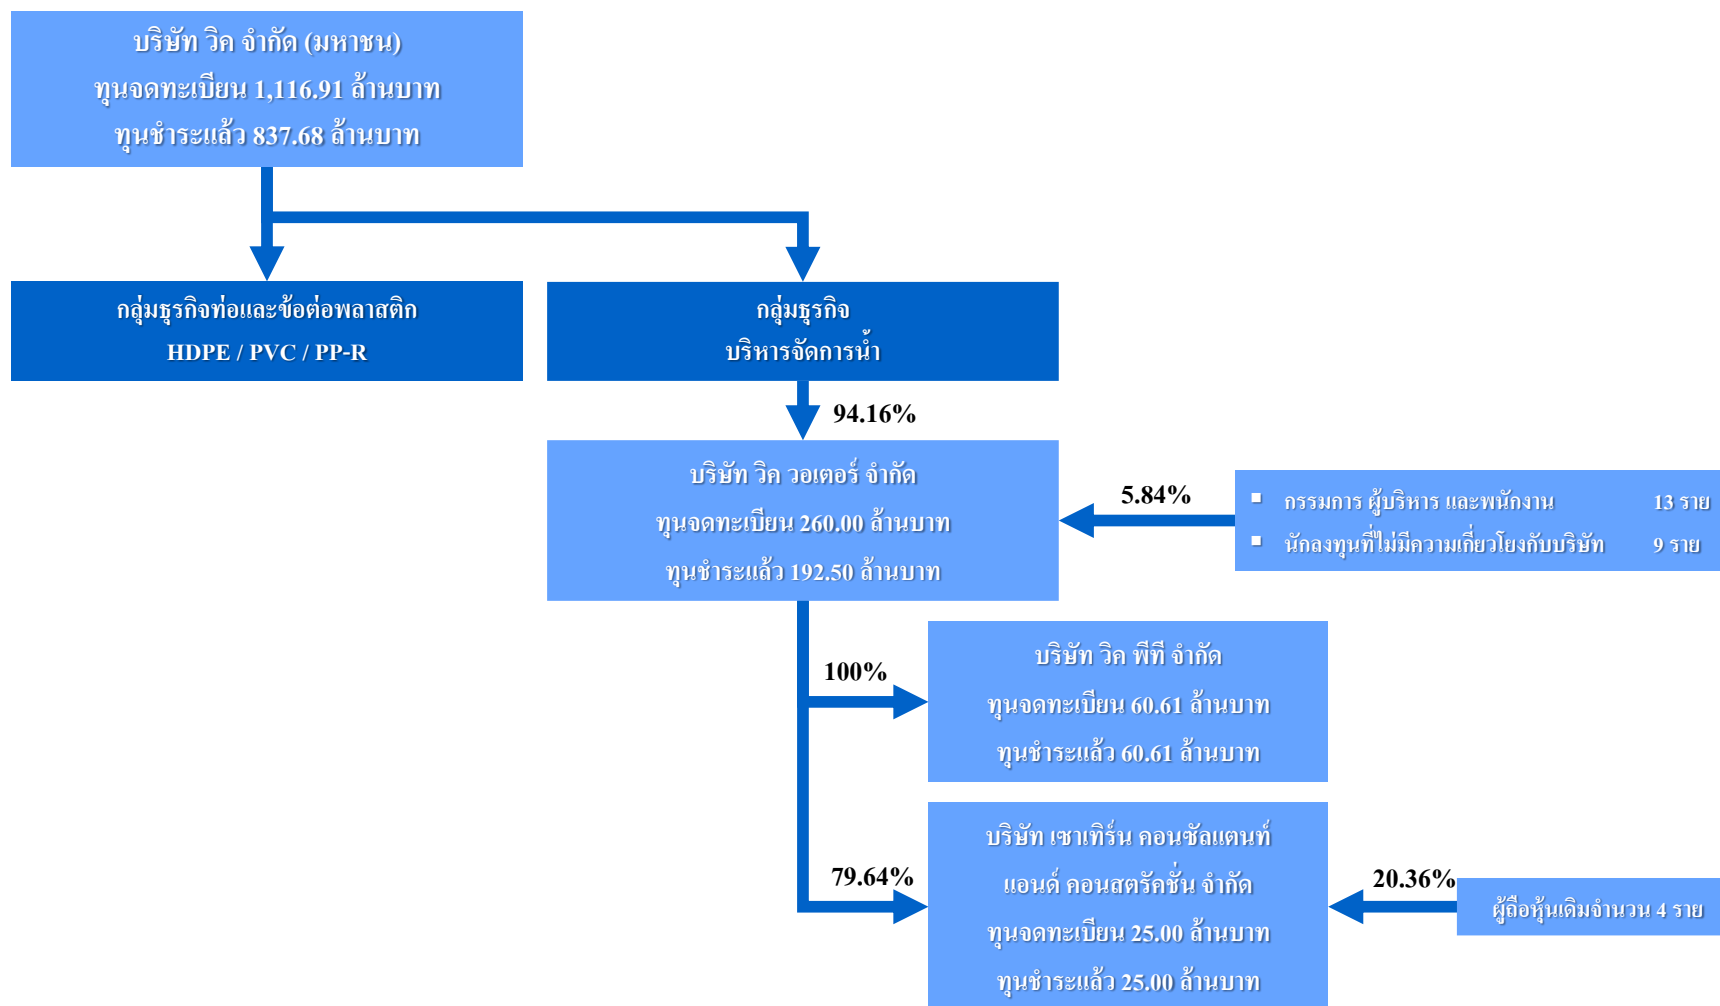 บริษัท วิค จำกัด (มหาชน)
ทุนจดทะเบียน 1,116.91 ล้านบาท
ทุนชำระแล้ว 837.68 ล้านบาท
กลุ่มธุรกิจท่อและข้อต่อพลาสติก
HDPE / PVC / PP-R
กลุ่มธุรกิจ
บริหารจัดการน้ำ
94.16%
บริษัท วิค วอเตอร์ จำกัด
ทุนจดทะเบียน 260.00 ล้านบาท
ทุนชำระแล้ว 192.50 ล้านบาท
5.84%
▪ กรรมการ ผู้บริหาร และพนักงาน 13 ราย
▪ นักลงทุนที่ไม่มีความเกี่ยวโยงกับบริษัท 9 ราย
100%
บริษัท วิค พีที จำกัด
ทุนจดทะเบียน 60.61 ล้านบาท
ทุนชำระแล้ว 60.61 ล้านบาท
79.64%
บริษัท เซาเทิร์น คอนซัลแตนท์
แอนด์ คอนสตรัคชั่น จำกัด
ทุนจดทะเบียน 25.00 ล้านบาท
ทุนชำระแล้ว 25.00 ล้านบาท
20.36%
ผู้ถือหุ้นเดิมจำนวน 4 ราย